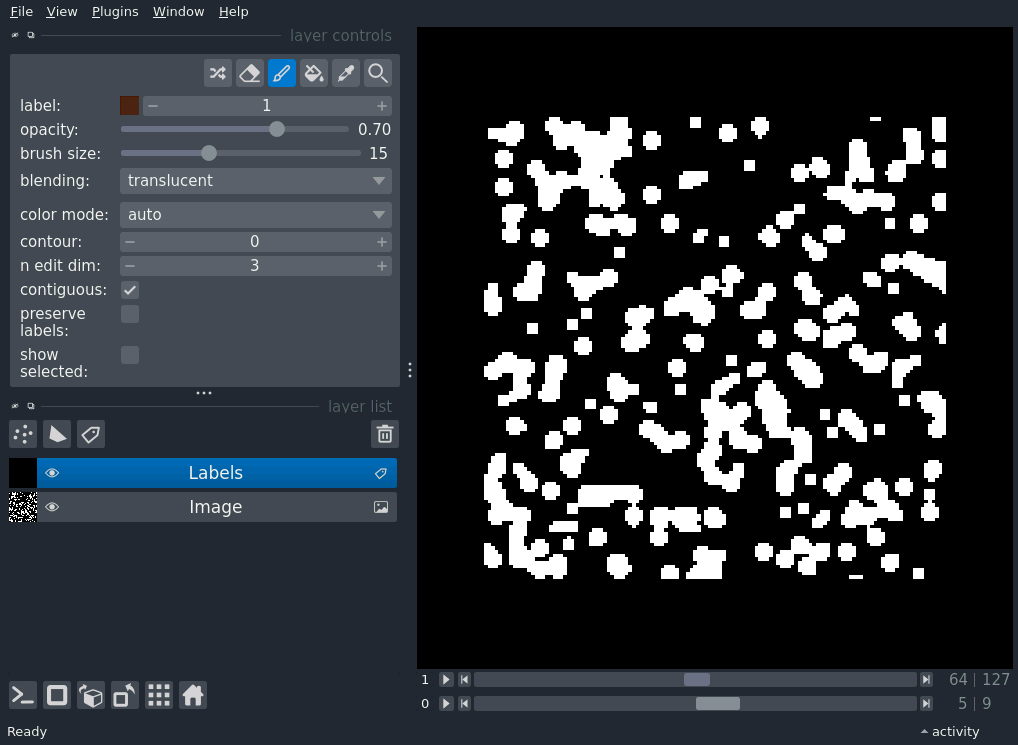 File View Plugins Window Help
layer controls
label: 1
opacity: 0.70
brush size: 15
blending: translucent
color mode: auto
contour: 0
n edit dim: 3
contiguous:
preserve
labels:
show
selected:
layer list
Labels
Image
1 64 | 127
0 5 | 9
Ready activity